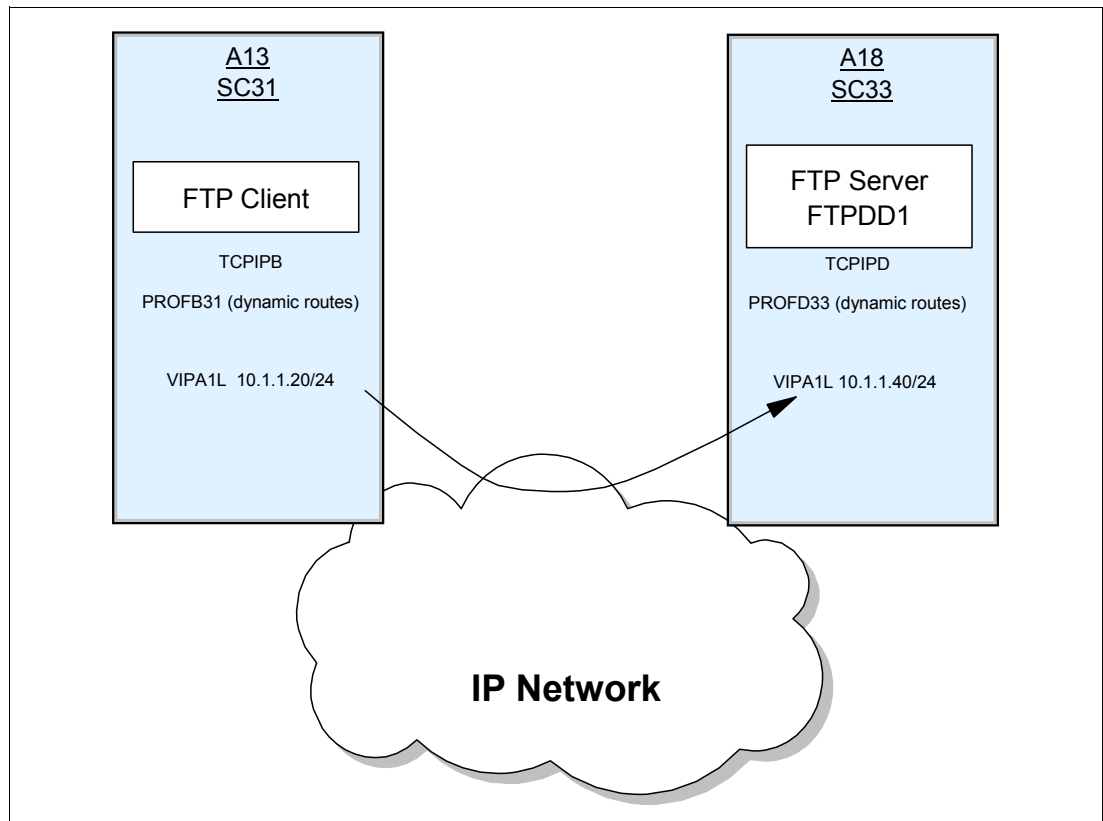 A13
SC31
FTP Client
TCPIPB
PROFB31 (dynamic routes)
VIPA1L 10.1.1.20/24
A18
SC33
FTP Server
FTPDD1
TCPIPD
PROFD33 (dynamic routes)
VIPA1L 10.1.1.40/24
IP Network